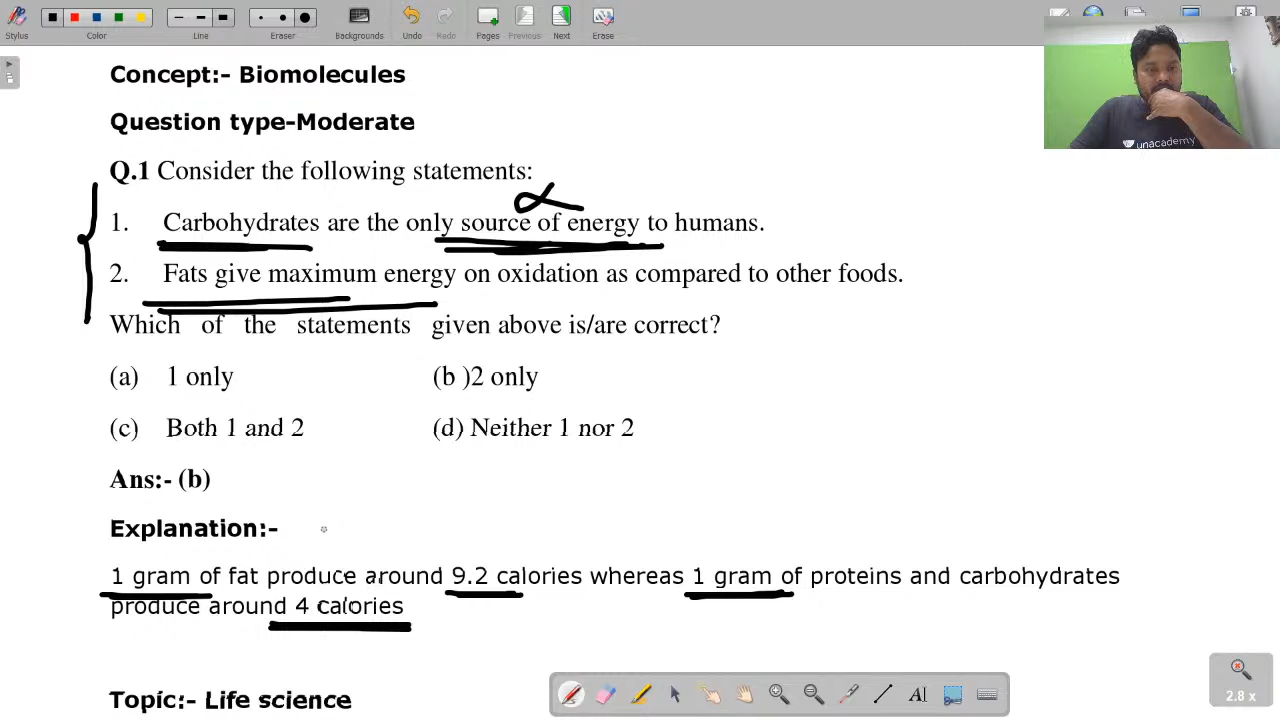 Stylus Color Line Eraser Backgrounds Undo Redo Pages Previous Next Erase
unacademy
Concept:- Biomolecules
Question type-Moderate
Q.1 Consider the following statements:
1. Carbohydrates are the only source of energy to humans.
2. Fats give maximum energy on oxidation as compared to other foods.
Which of the statements given above is/are correct?
(a) 1 only (b )2 only
(c) Both 1 and 2 (d) Neither 1 nor 2
Ans:- (b)
Explanation:-
1 gram of fat produce around 9.2 calories whereas 1 gram of proteins and carbohydrates
produce around 4 calories
Topic:- Life science
AI
2.8 x